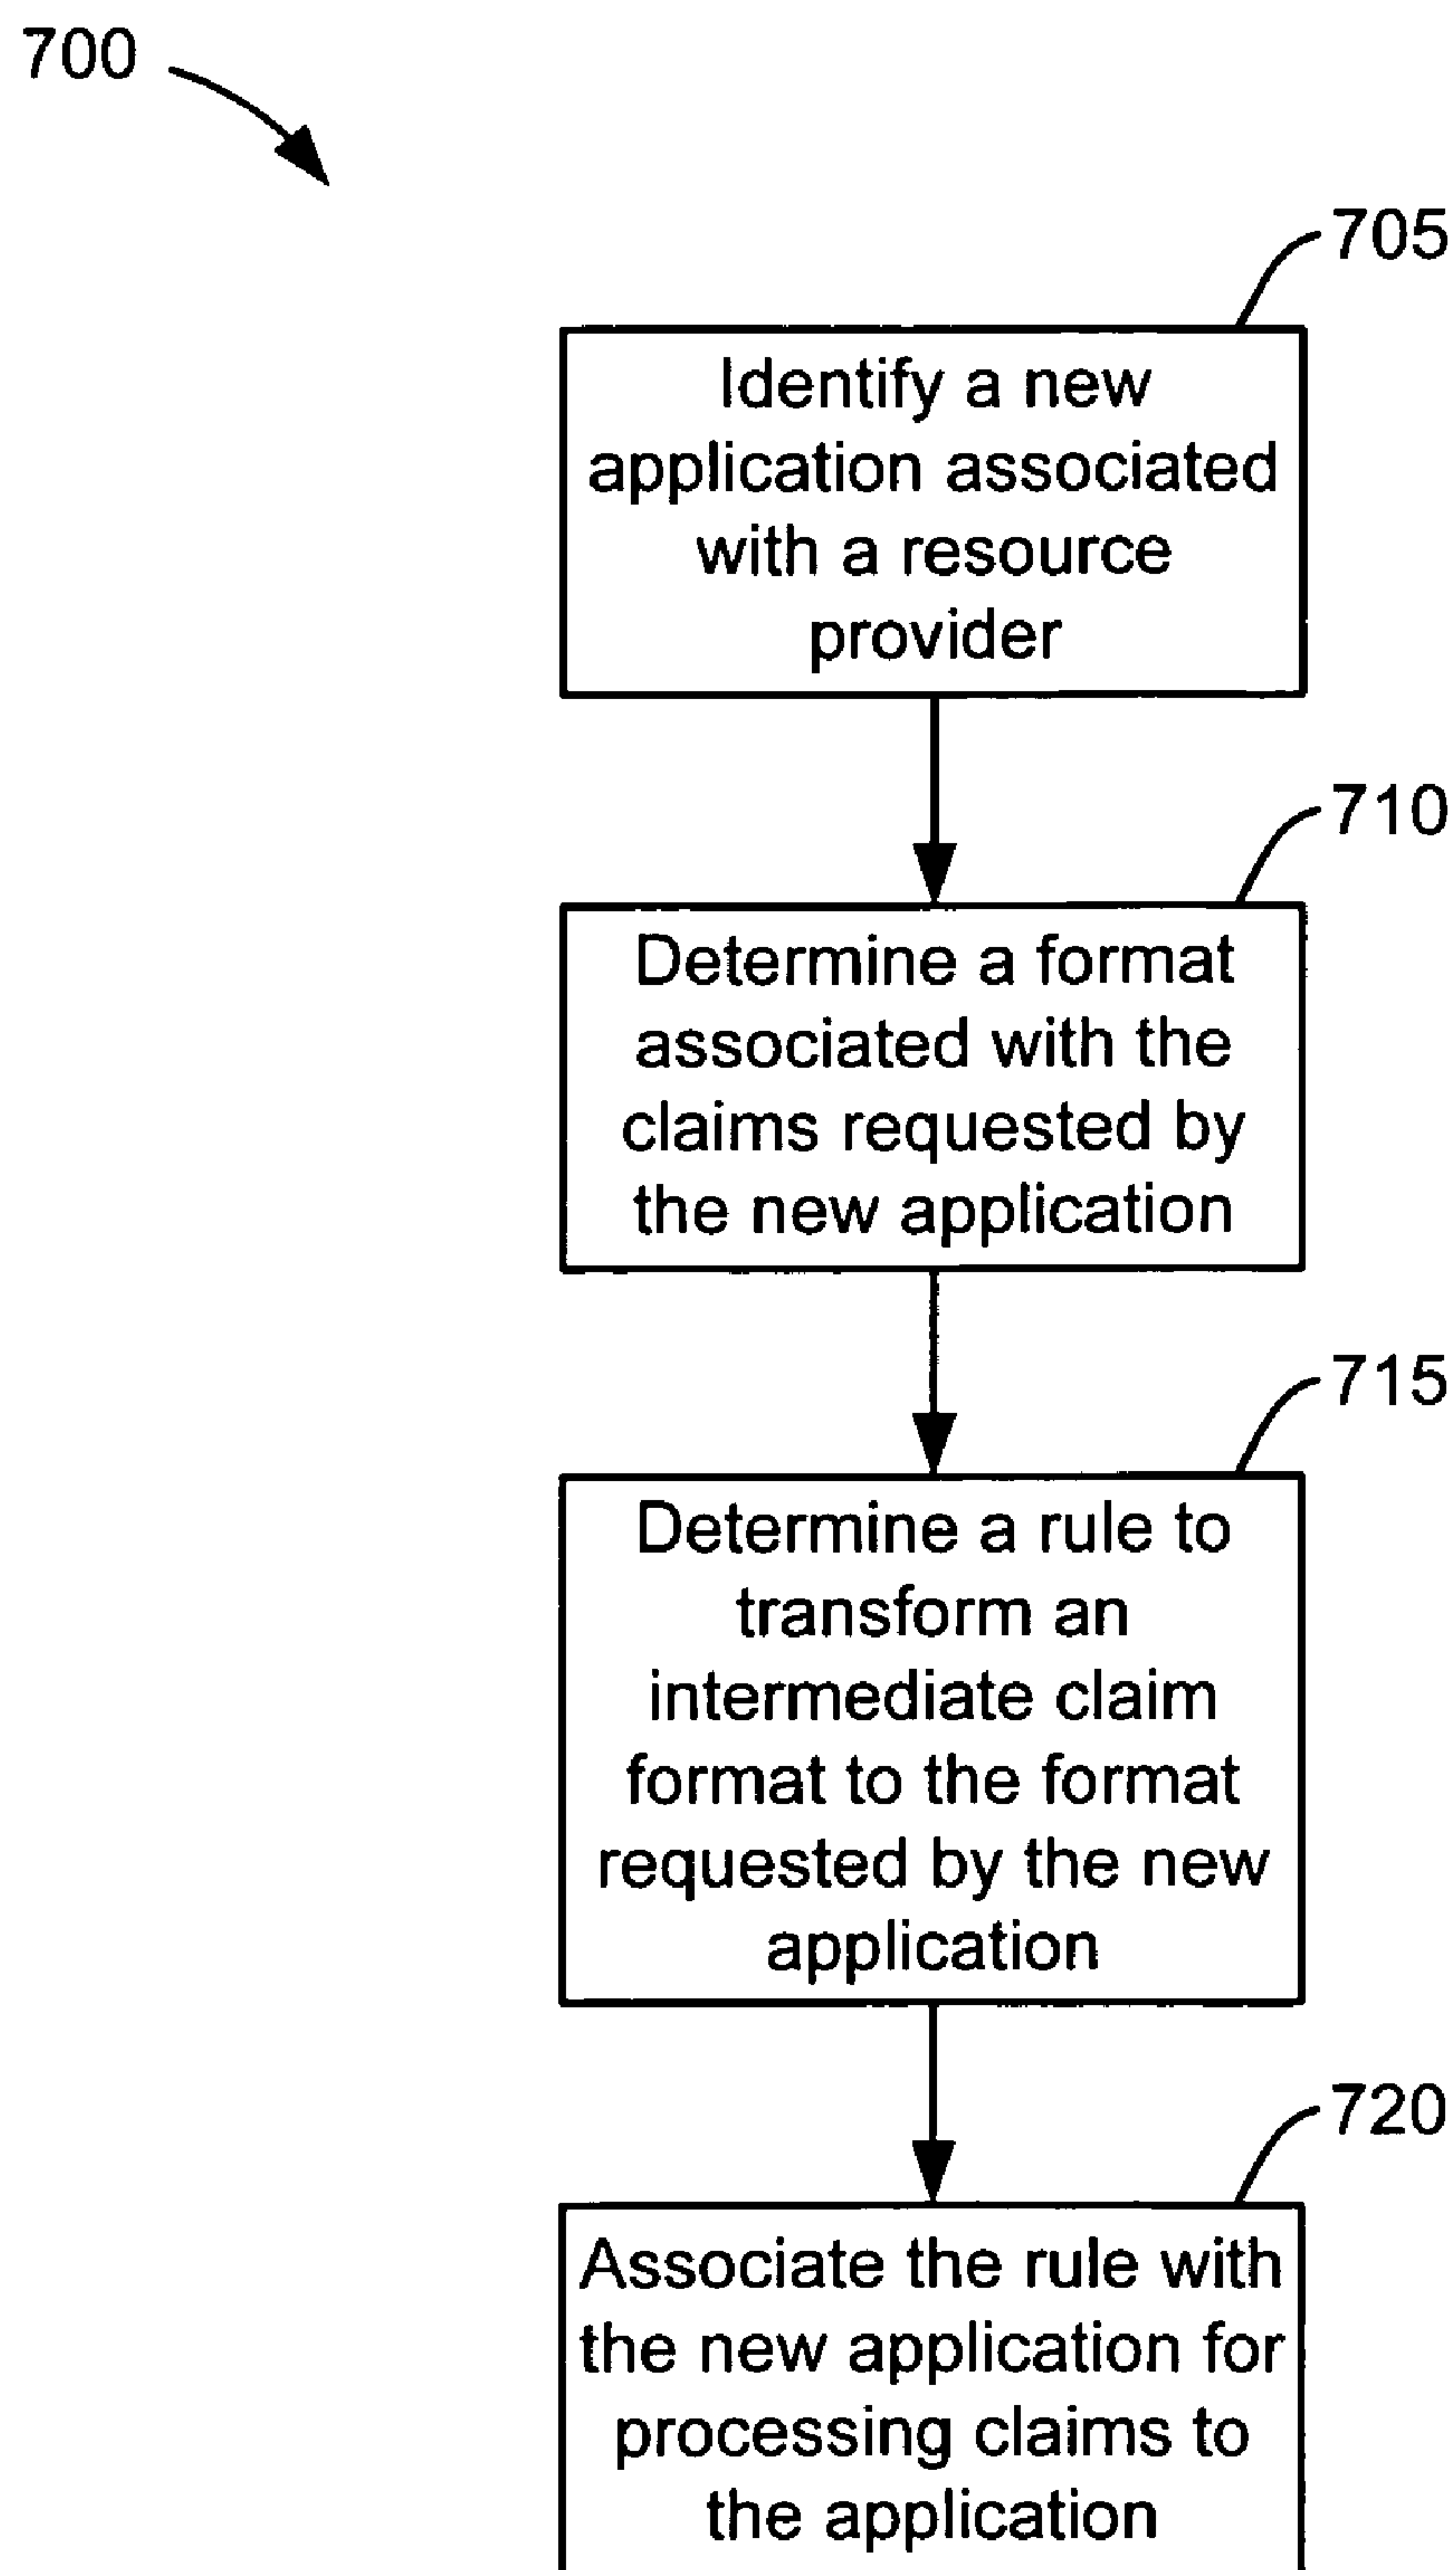 700
705
Identify a new
application associated
with a resource
provider
710
Determine a format
associated with the
claims requested by
the new application
715
Determine a rule to
transform an
intermediate claim
format to the format
requested by the new
application
720
Associate the rule with
the new application for
processing claims to
the application